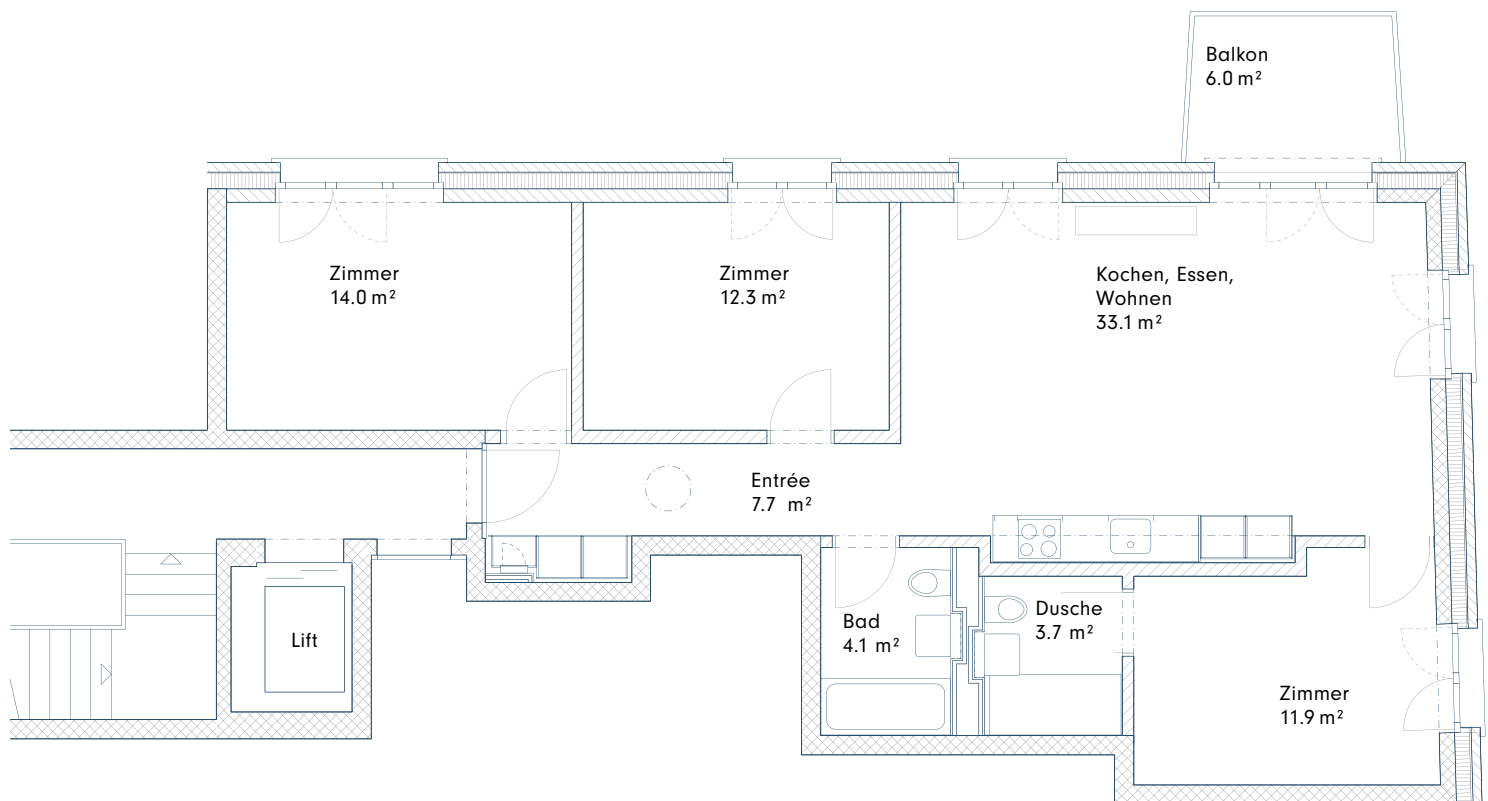 Balkon
6.0 m²
Zimmer
14.0 m²
Zimmer
12.3 m²
Kochen, Essen,
Wohnen
33.1 m²
Entrée
7.7 m²
Lift
Bad
4.1 m²
Dusche
3.7 m²
Zimmer
11.9 m²